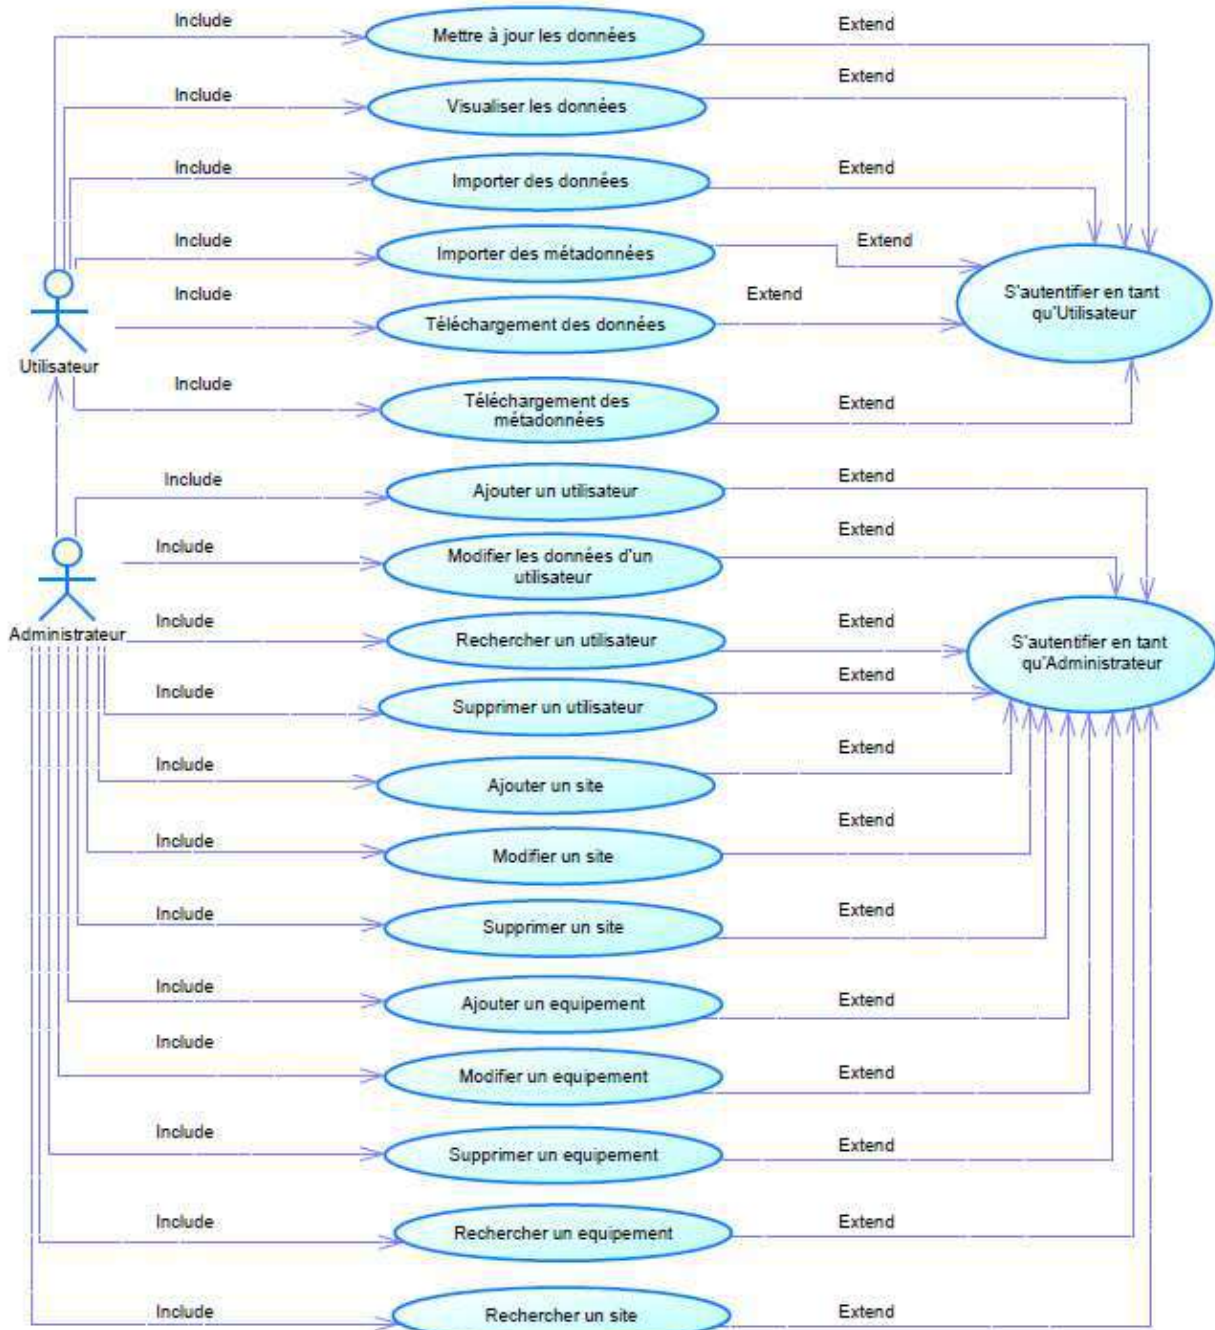 Include
Mettre à jour les données
Extend
Include
Visualiser les données
Extend
Include
Importer des données
Extend
Include
Importer des métadonnées
Extend
S'autentifier en tant
qu'Utilisateur
Include
Téléchargement des données
Extend
Utilisateur
Include
Téléchargement des
métadonnées
Extend
Include
Ajouter un utilisateur
Extend
Include
Modifier les données d'un
utilisateur
Extend
Administrateur
Include
Rechercher un utilisateur
Extend
S'autentifier en tant
qu'Administrateur
Include
Supprimer un utilisateur
Extend
Include
Ajouter un site
Extend
Include
Modifier un site
Extend
Include
Supprimer un site
Extend
Include
Ajouter un equipement
Extend
Include
Modifier un equipement
Extend
Include
Supprimer un equipement
Extend
Include
Rechercher un equipement
Extend
Include
Rechercher un site
Extend